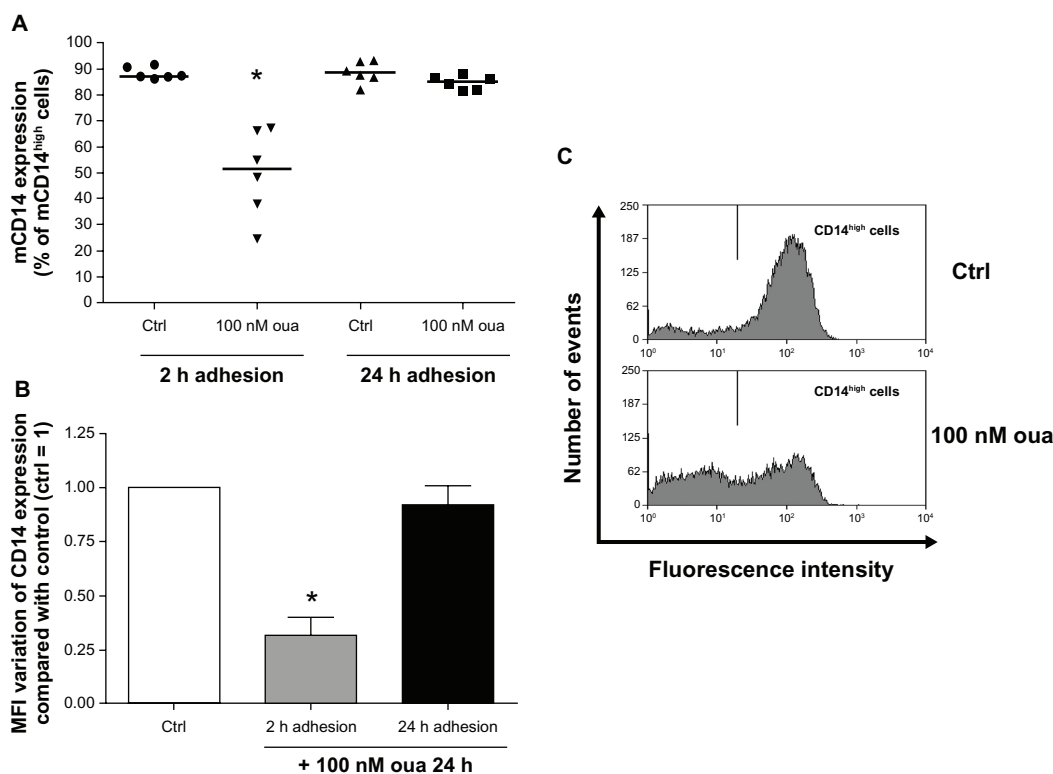 A
mCD14 expression
(% of mCD14high cells)
100
90
80
70
60
50
40
30
20
10
0
*
Ctrl 100 nM oua Ctrl 100 nM oua
2 h adhesion 24 h adhesion
B
MFI variation of CD14 expression
compared with control (ctrl = 1)
1.25
1.00
0.75
0.50
0.25
0.00
*
Ctrl 2 h adhesion 24 h adhesion
+ 100 nM oua 24 h
C
Number of events
250
187
125
62
0
CD14high cells
10⁰ 10¹ 10² 10³ 10⁴
Ctrl
250
187
125
62
0
CD14high cells
10⁰ 10¹ 10² 10³ 10⁴
100 nM oua
Fluorescence intensity